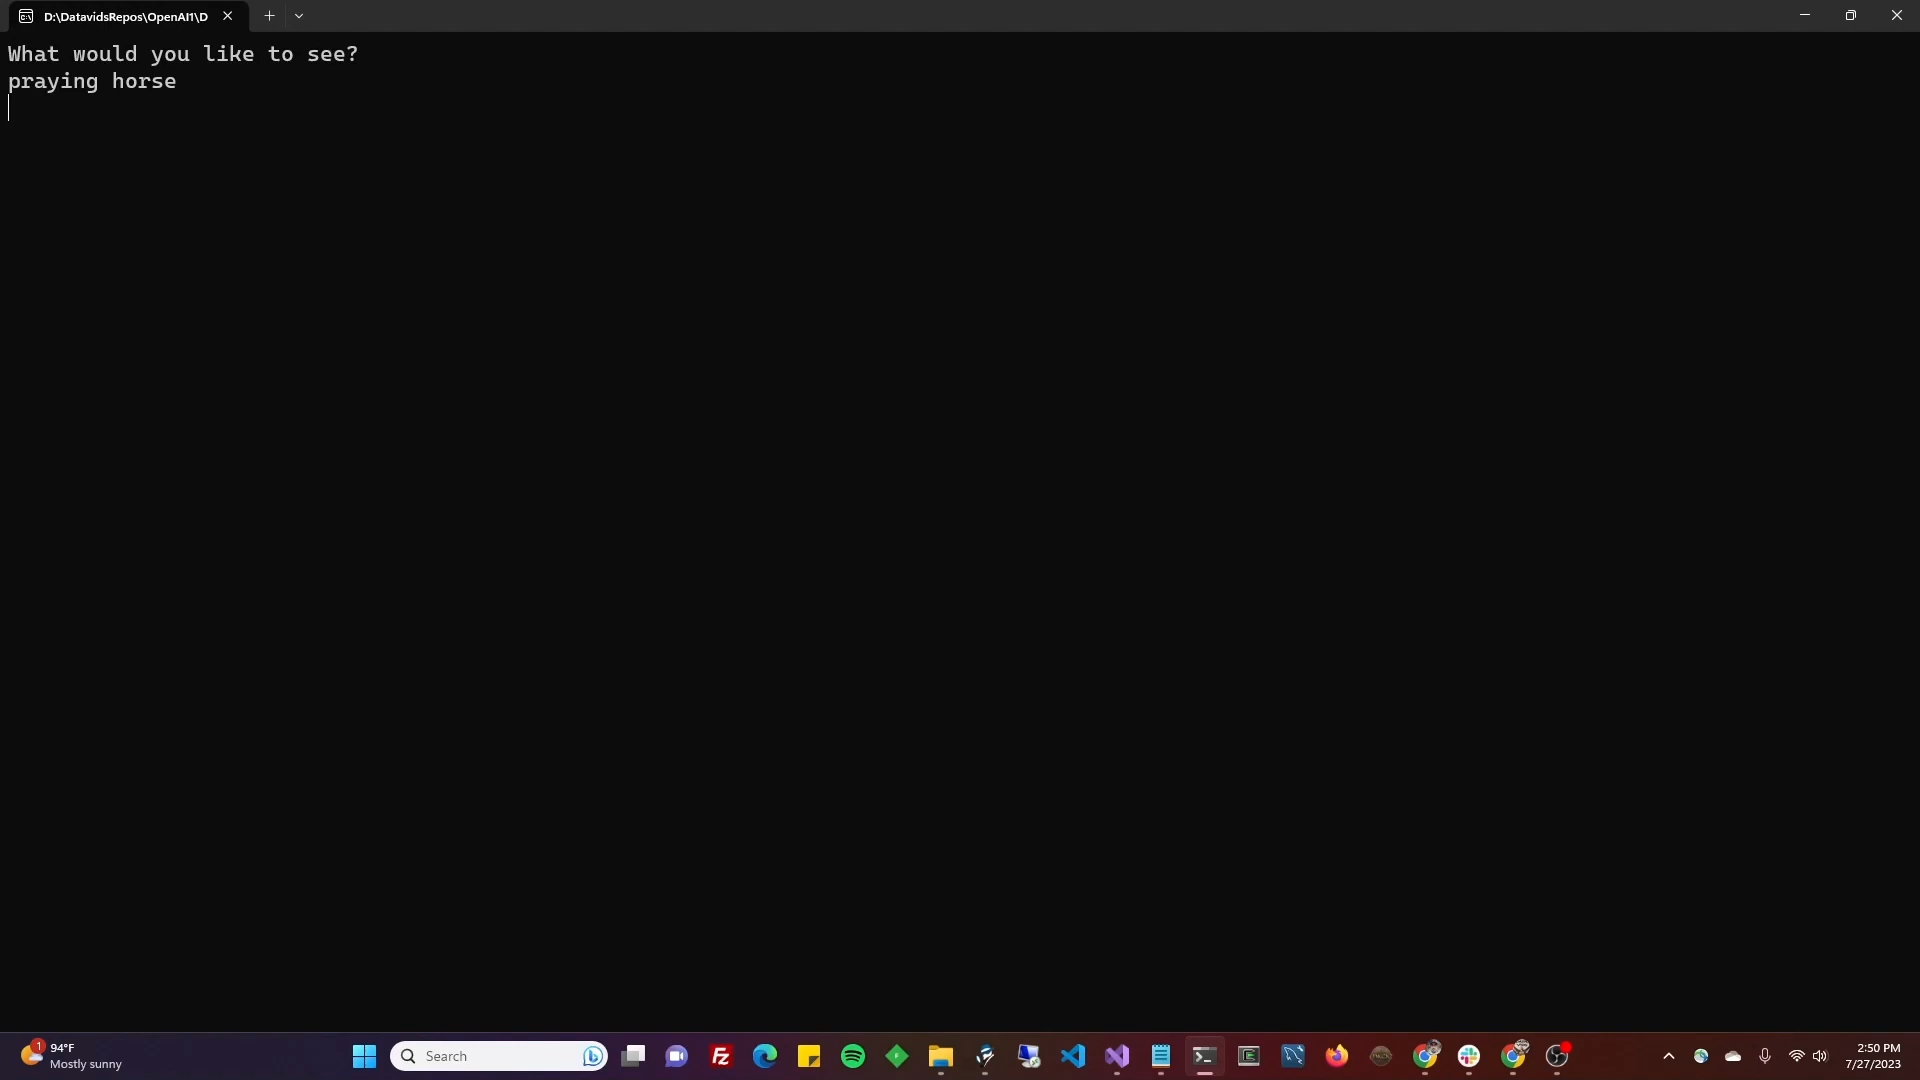 D:\DatavidsRepos\OpenAI1\D
What would you like to see?
praying horse
1
94°F
Mostly sunny
Search
2:50 PM
7/27/2023